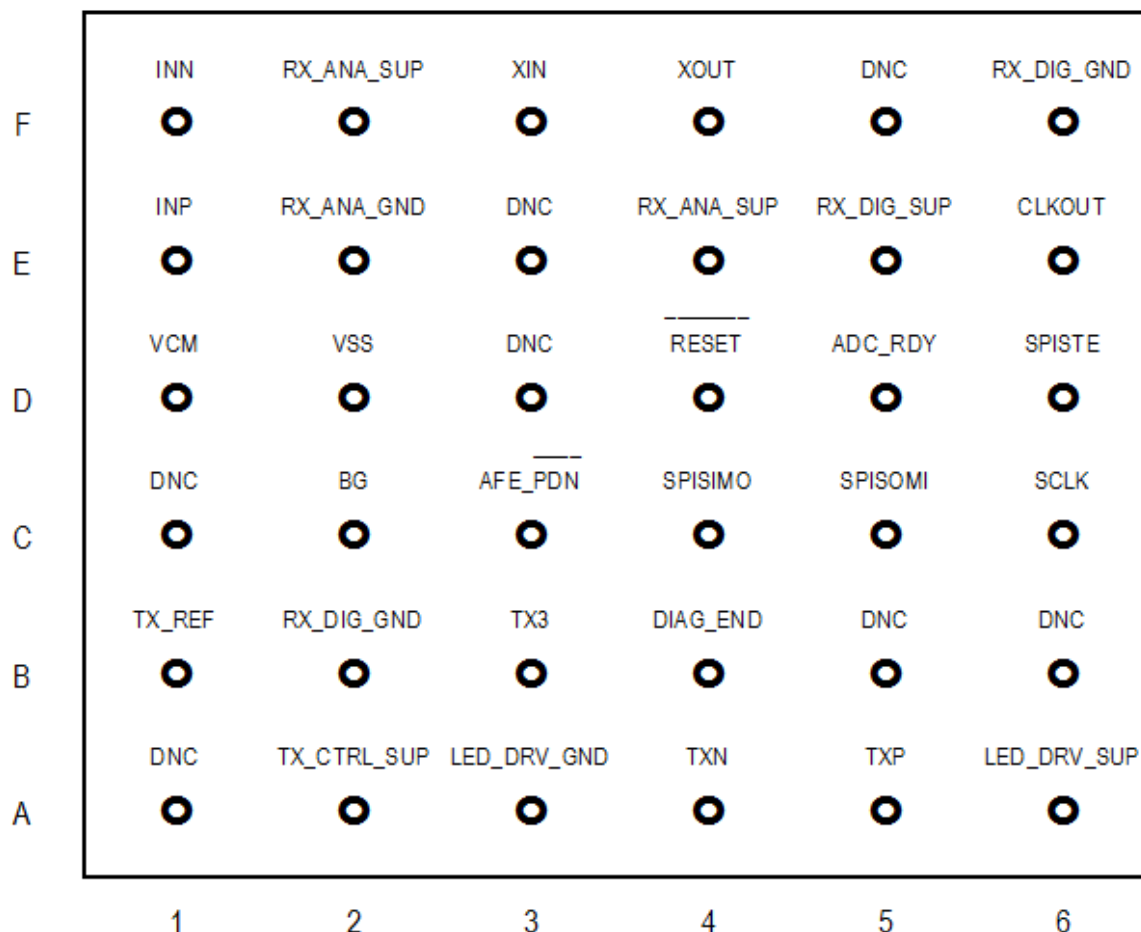 INN RX_ANA_SUP XIN XOUT DNC RX_DIG_GND
F
INP RX_ANA_GND DNC RX_ANA_SUP RX_DIG_SUP CLKOUT
E
VCM VSS DNC RESET ADC_RDY SPISTE
D
DNC BG AFE_PDN SPISIMO SPISOMI SCLK
C
TX_REF RX_DIG_GND TX3 DIAG_END DNC DNC
B
DNC TX_CTRL_SUP LED_DRV_GND TXN TXP LED_DRV_SUP
A
1 2 3 4 5 6